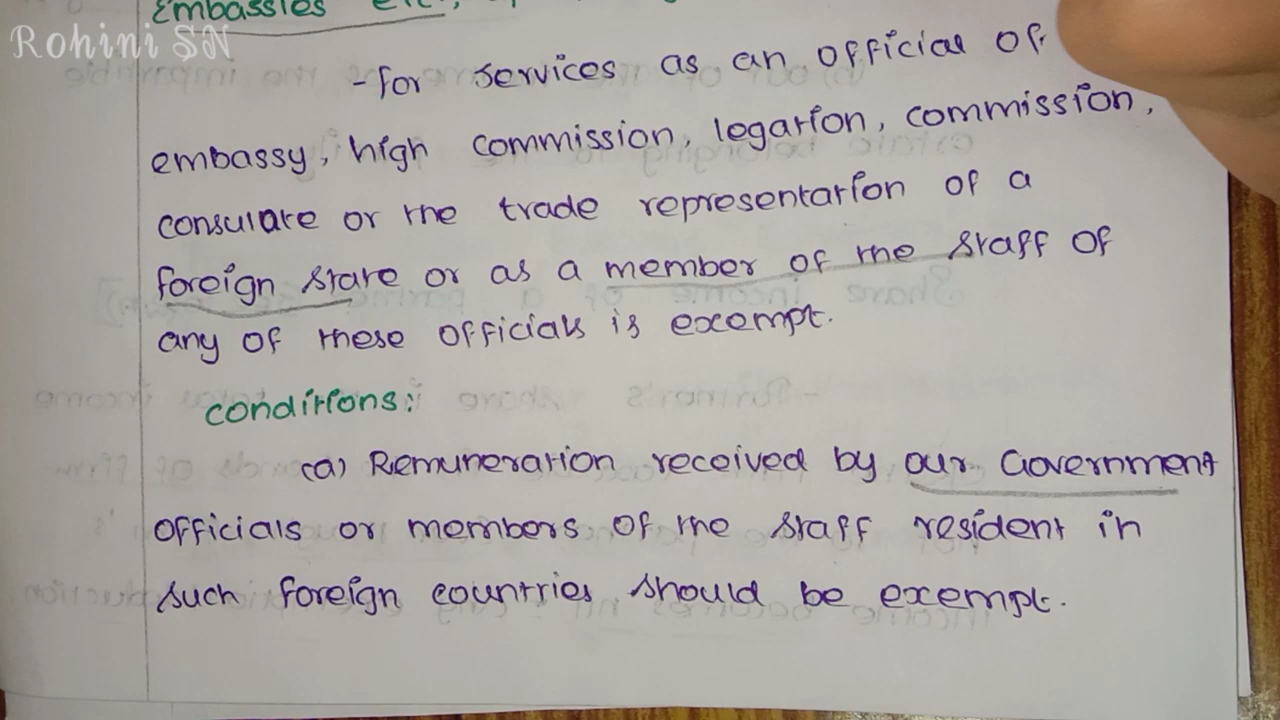 Embassies etc.,
Rohini SN
- for services as an official of
embassy, high commission, legation, commission,
consulate or the trade representation of a
foreign state or as a member of the staff of
any of these officials is exempt.
conditions:
(a) Remuneration received by our Government
officials or members of the staff resident in
such foreign countries should be exempt.